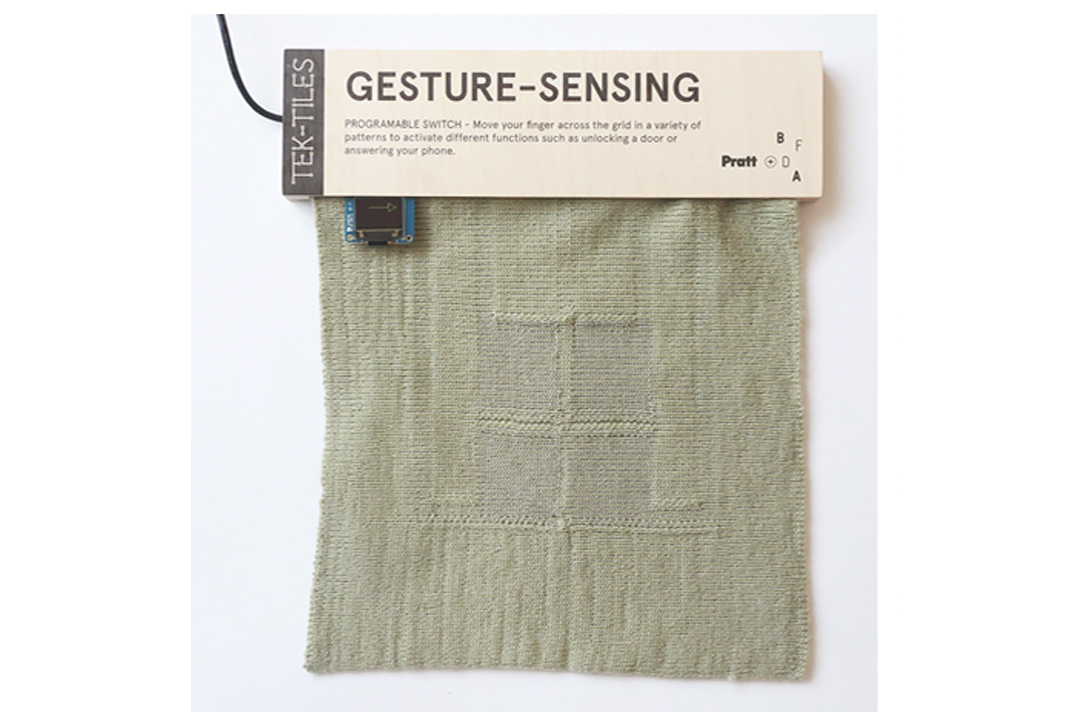 TEK-TILES
GESTURE-SENSING
PROGRAMABLE SWITCH - Move your finger across the grid in a variety of
patterns to activate different functions such as unlocking a door or
answering your phone.
Pratt + B F D A